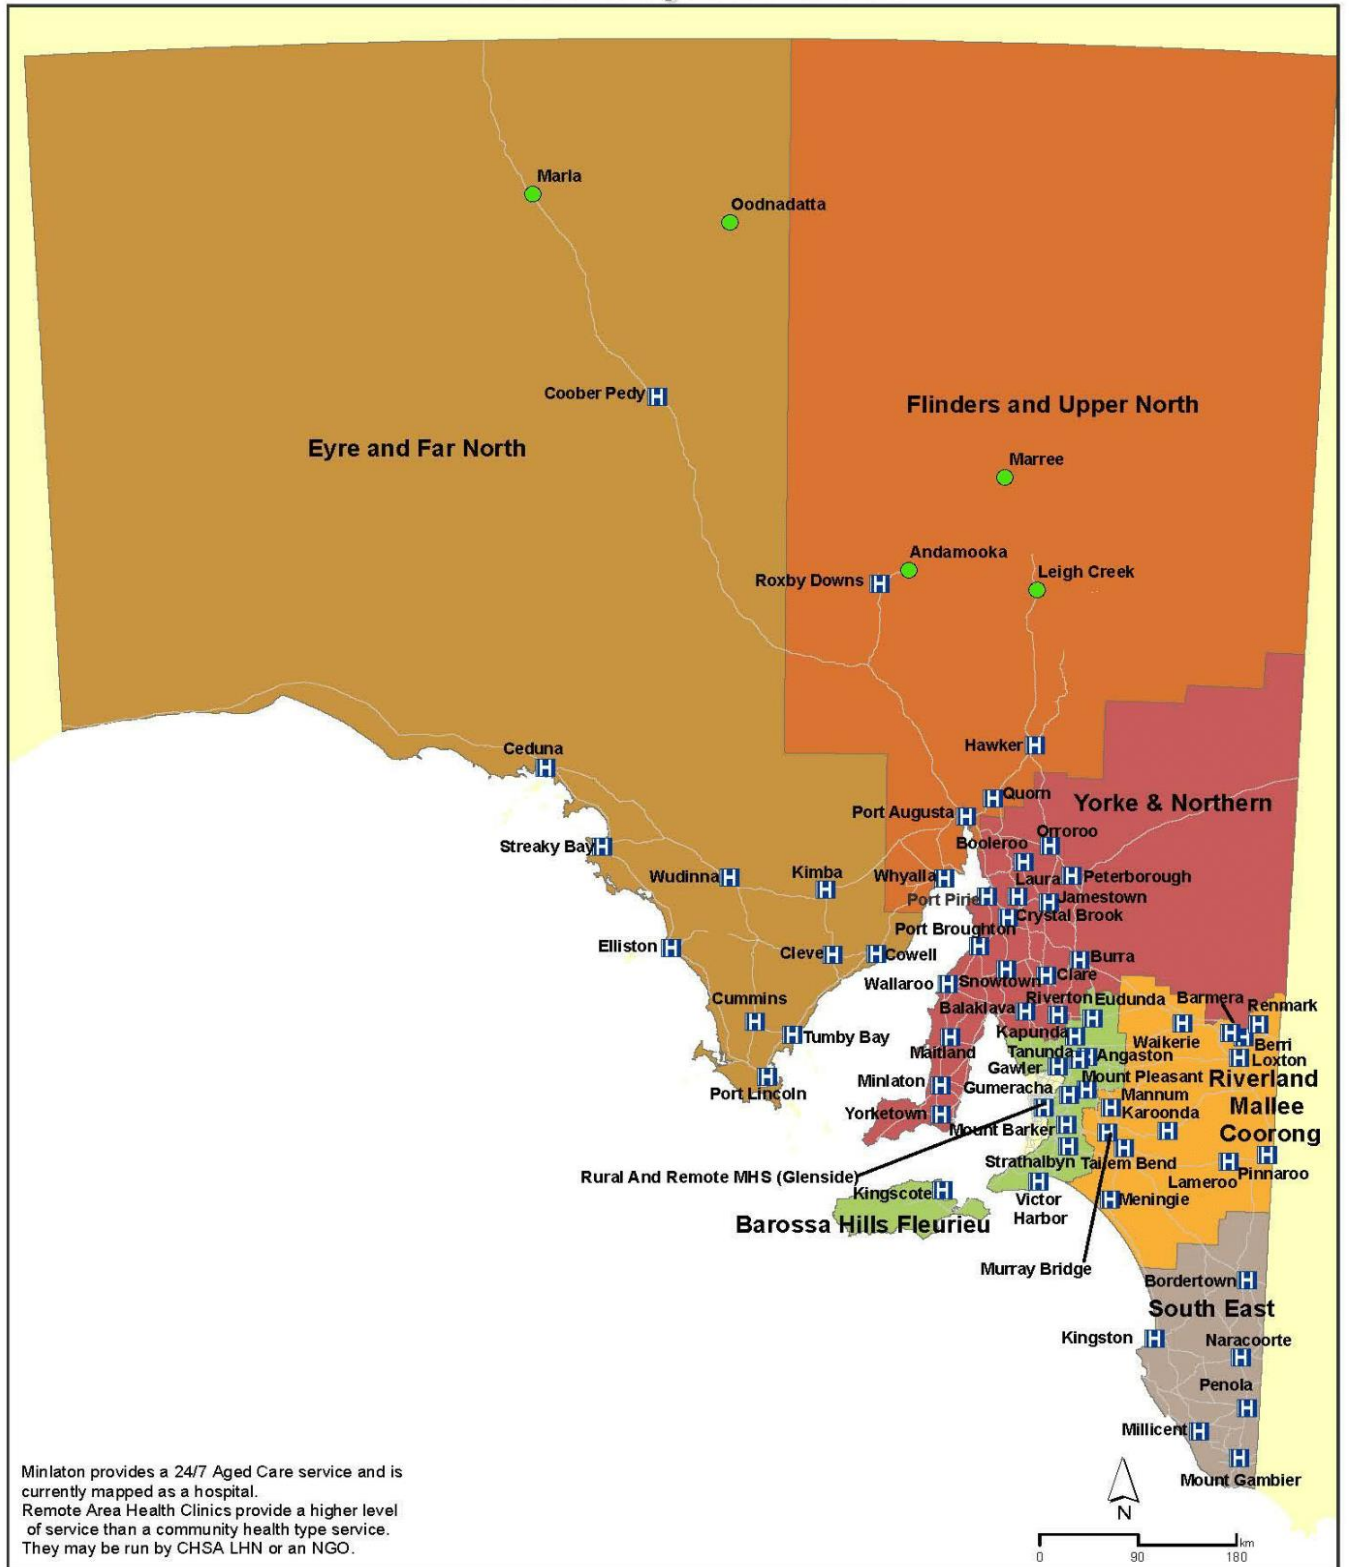 Marla
Oodnadatta
Coober Pedy
Flinders and Upper North
Eyre and Far North
Marree
Andamooka
Roxby Downs
Leigh Creek
Hawker
Ceduna
Quorn
Yorke & Northern
Port Augusta
Orroroo
Booleroo
Streaky Bay
Wudinna
Kimba
Whyalla
Laura
Peterborough
Port Pirie
Jamestown
Crystal Brook
Port Broughton
Elliston
Cleve
Cowell
Burra
Wallaroo
Snowtown
Clare
Cummins
Riverton
Eudunda
Barmera
Renmark
Balaklava
Tumby Bay
Kapunda
Waikerie
Berri
Maitland
Tanunda
Angaston
Loxton
Gawler
Port Lincoln
Minlaton
Gumeracha
Mount Pleasant
Riverland
Mallee
Coorong
Mannum
Karoonda
Yorketown
Mount Barker
Strathalbyn
Tailem Bend
Rural And Remote MHS (Glenside)
Lameroo
Pinnaroo
Kingscote
Victor
Harbor
Meningie
Barossa Hills Fleurieu
Murray Bridge
Bordertown
South East
Kingston
Naracoorte
Penola
Millicent
Mount Gambier
Minlaton provides a 24/7 Aged Care service and is
currently mapped as a hospital.
Remote Area Health Clinics provide a higher level
of service than a community health type service.
They may be run by CHSA LHN or an NGO.
N
km
0 90 180